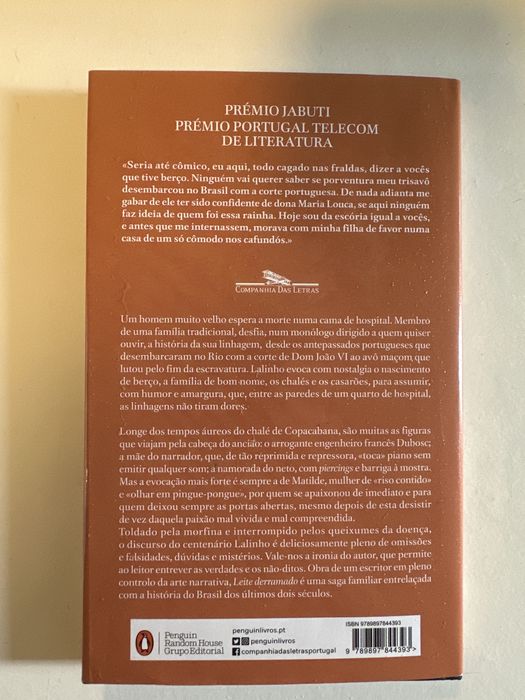 PRÉMIO JABUTI
PRÉMIO PORTUGAL TELECOM
DE LITERATURA
«Seria até cômico, eu aqui, todo cagado nas fraldas, dizer a vocês
que tive berço. Ninguém vai querer saber se porventura meu trisavô
desembarcou no Brasil com a corte portuguesa. De nada adianta me
gabar de ele ter sido confidente de dona Maria Louca, se aqui ninguém
faz ideia de quem foi essa rainha. Hoje sou da escória igual a vocês,
e antes que me internassem, morava com minha filha de favor numa
casa de um só cômodo nos cafundós.»
COMPANHIA DAS LETRAS
Um homem muito velho espera a morte numa cama de hospital. Membro
de uma família tradicional, desfia, num monólogo dirigido a quem quiser
ouvir, a história da sua linhagem, desde os antepassados portugueses que
desembarcaram no Rio com a corte de Dom João VI ao avô maçom, que
lutou pelo fim da escravatura. Lalinho evoca com nostalgia o nascimento
de berço, a família de bom-nome, os chalés e os casarões, para assumir,
com humor e amargura, que, entre as paredes de um quarto de hospital,
as linhagens não tiram dores.
Longe dos tempos áureos do chalé de Copacabana, são muitas as figuras
que viajam pela cabeça do ancião: o arrogante engenheiro francês Dubosc;
a mãe do narrador, que, de tão reprimida e repressora, «toca» piano sem
emitir qualquer som; a namorada do neto, com piercings e barriga à mostra.
Mas a evocação mais forte é sempre a de Matilde, mulher de «riso contido»
e «olhar em pingue-pongue», por quem se apaixonou de imediato e para
quem deixou sempre as portas abertas, mesmo depois de esta desistir
de vez daquela paixão mal vivida e mal compreendida.
Toldado pela morfina e interrompido pelos queixumes da doença,
o discurso do centenário Lalinho é deliciosamente pleno de omissões
e falsidades, dúvidas e mistérios. Vale-nos a ironia do autor, que permite
ao leitor entrever as verdades e os não-ditos. Obra de um escritor em pleno
controlo da arte narrativa, Leite derramado é uma saga familiar entrelaçada
com a história do Brasil dos últimos dois séculos.
Penguin
Random House
Grupo Editorial
penguinlivros.pt
penguinlivros
companhiadasletrasportugal
ISBN 9789897844393
9 789897 844393 >